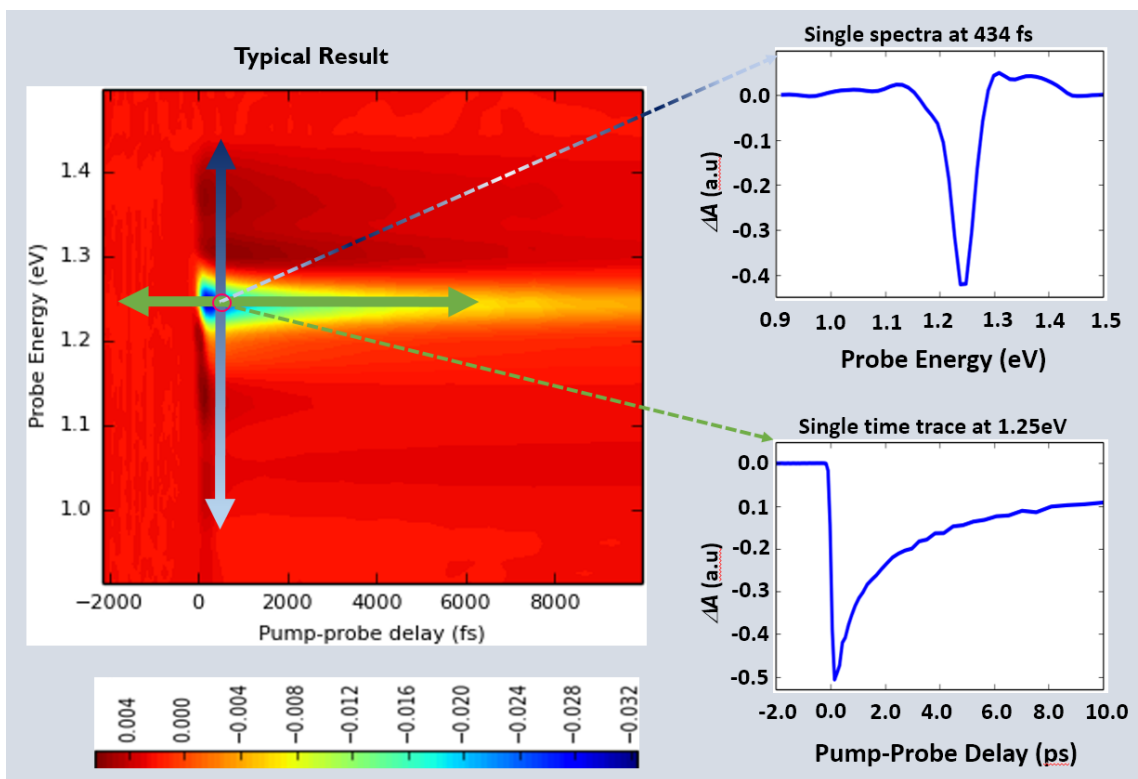 Typical Result
−2000 0 2000 4000 6000 8000
1.4
1.3
1.2
1.1
1.0
Probe Energy (eV)
Pump-probe delay (fs)
0.004 0.000 −0.004 −0.008 −0.012 −0.016 −0.020 −0.024 −0.028 −0.032
Single spectra at 434 fs
0.0
-0.1
-0.2
-0.3
-0.4
ΔA (a.u)
0.9 1.0 1.1 1.2 1.3 1.4 1.5
Probe Energy (eV)
Single time trace at 1.25eV
0.0
0.1
-0.2
-0.3
-0.4
-0.5
ΔA (a.u)
-2.0 0.0 2.0 4.0 6.0 8.0 10.0
Pump-Probe Delay (ps)